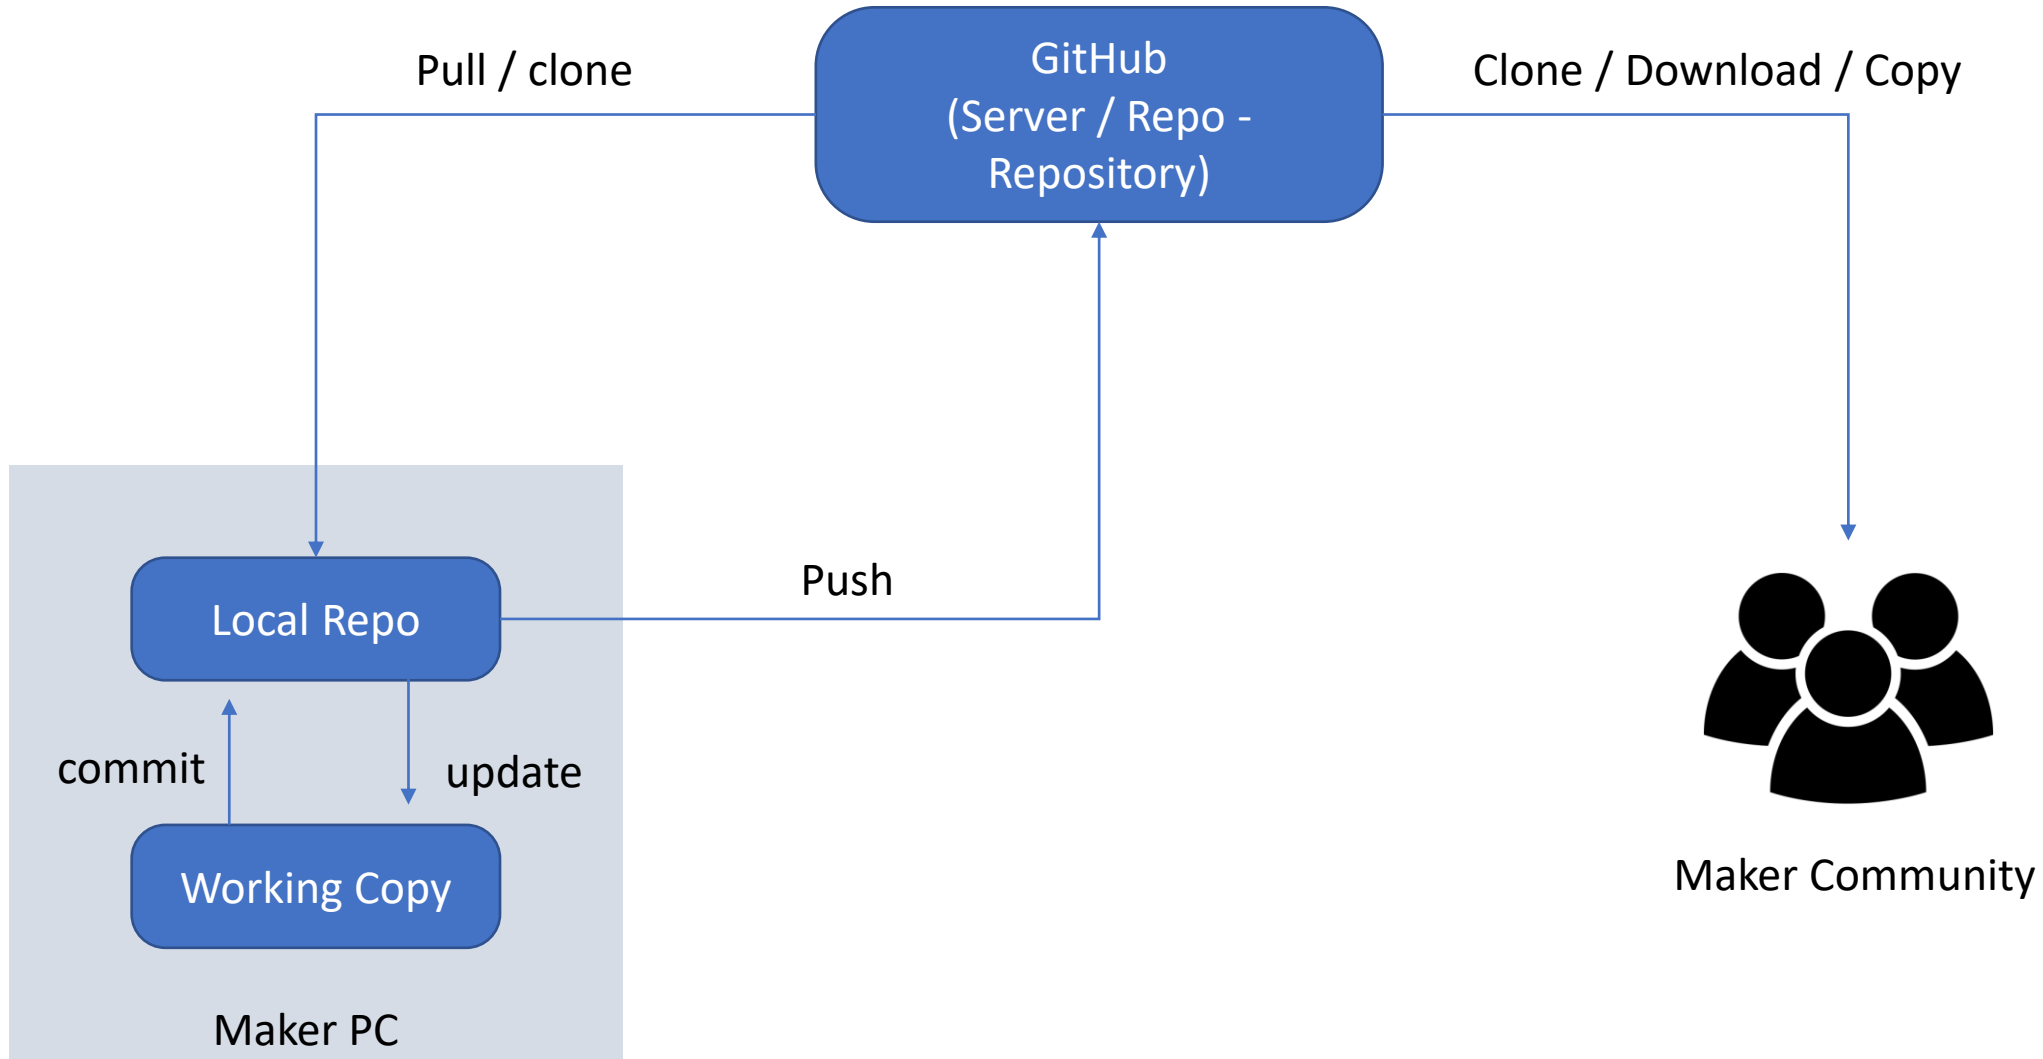 Pull / clone
GitHub
(Server / Repo -
Repository)
Clone / Download / Copy
Push
Local Repo
commit
update
Working Copy
Maker PC
Maker Community